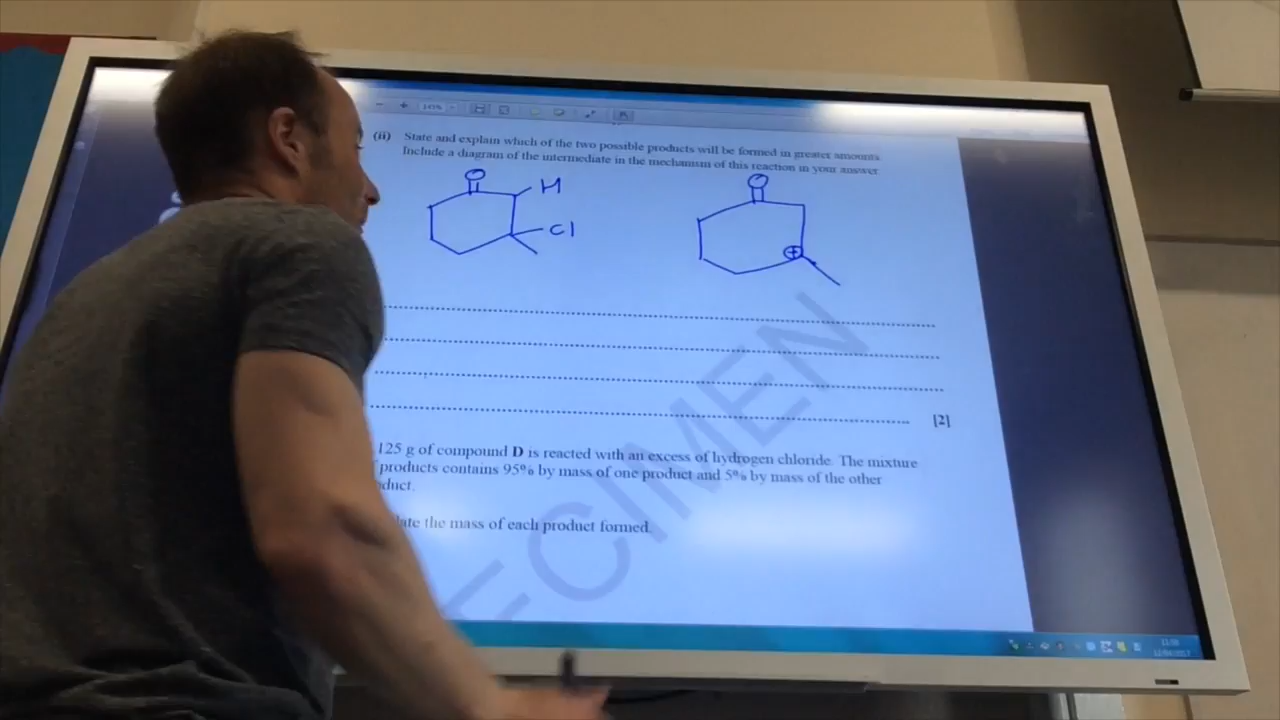 145%
(ii) State and explain which of the two possible products will be formed in greater amounts.
Include a diagram of the intermediate in the mechanism of this reaction in your answer.
O
H
Cl
O
+
[2]
125 g of compound D is reacted with an excess of hydrogen chloride. The mixture
products contains 95% by mass of one product and 5% by mass of the other
duct.
late the mass of each product formed.
ECIMEN